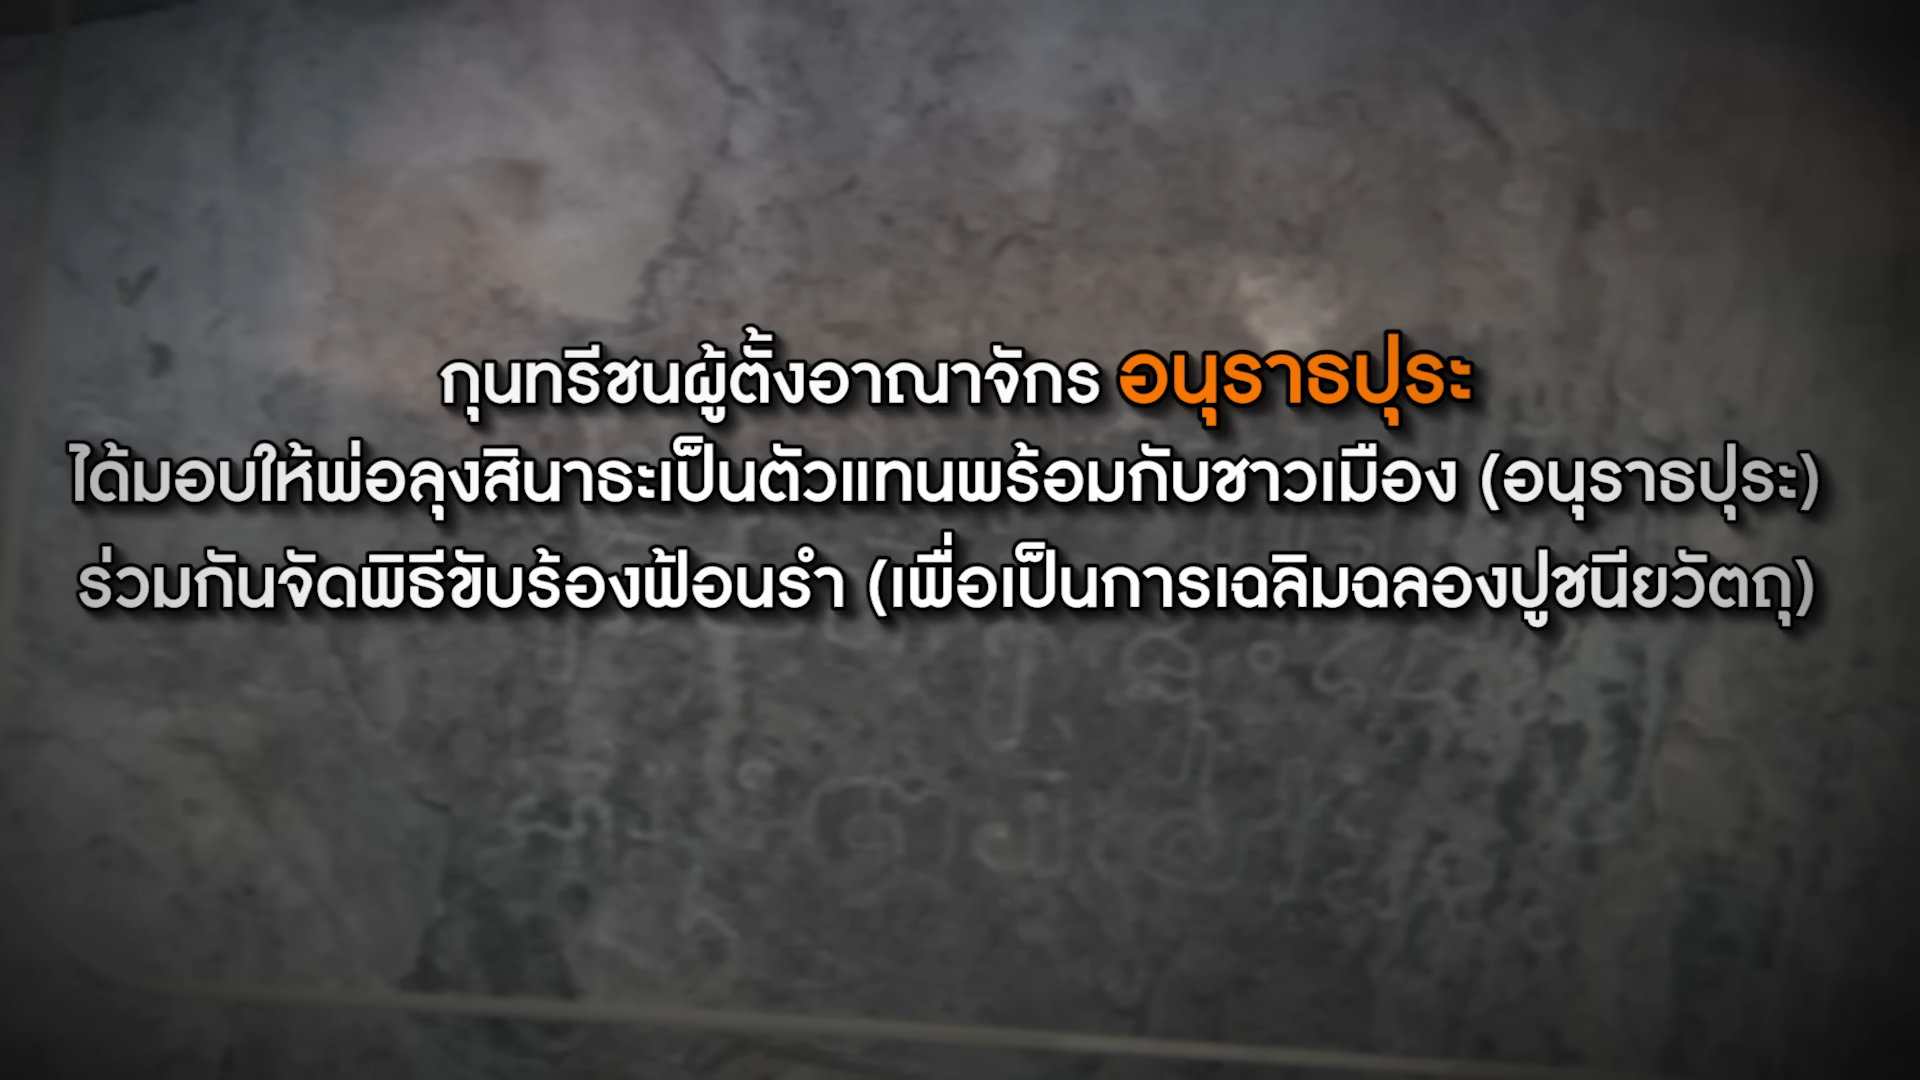 กุนทรีชนผู้ตั้งอาณาจักร อนุราธปุระ
ได้มอบให้พ่อลุงสินาธะเป็นตัวแทนพร้อมกับชาวเมือง (อนุราธปุระ)
ร่วมกันจัดพิธีขับร้องฟ้อนรำ (เพื่อเป็นการเฉลิมฉลองปูชนียวัตถุ)